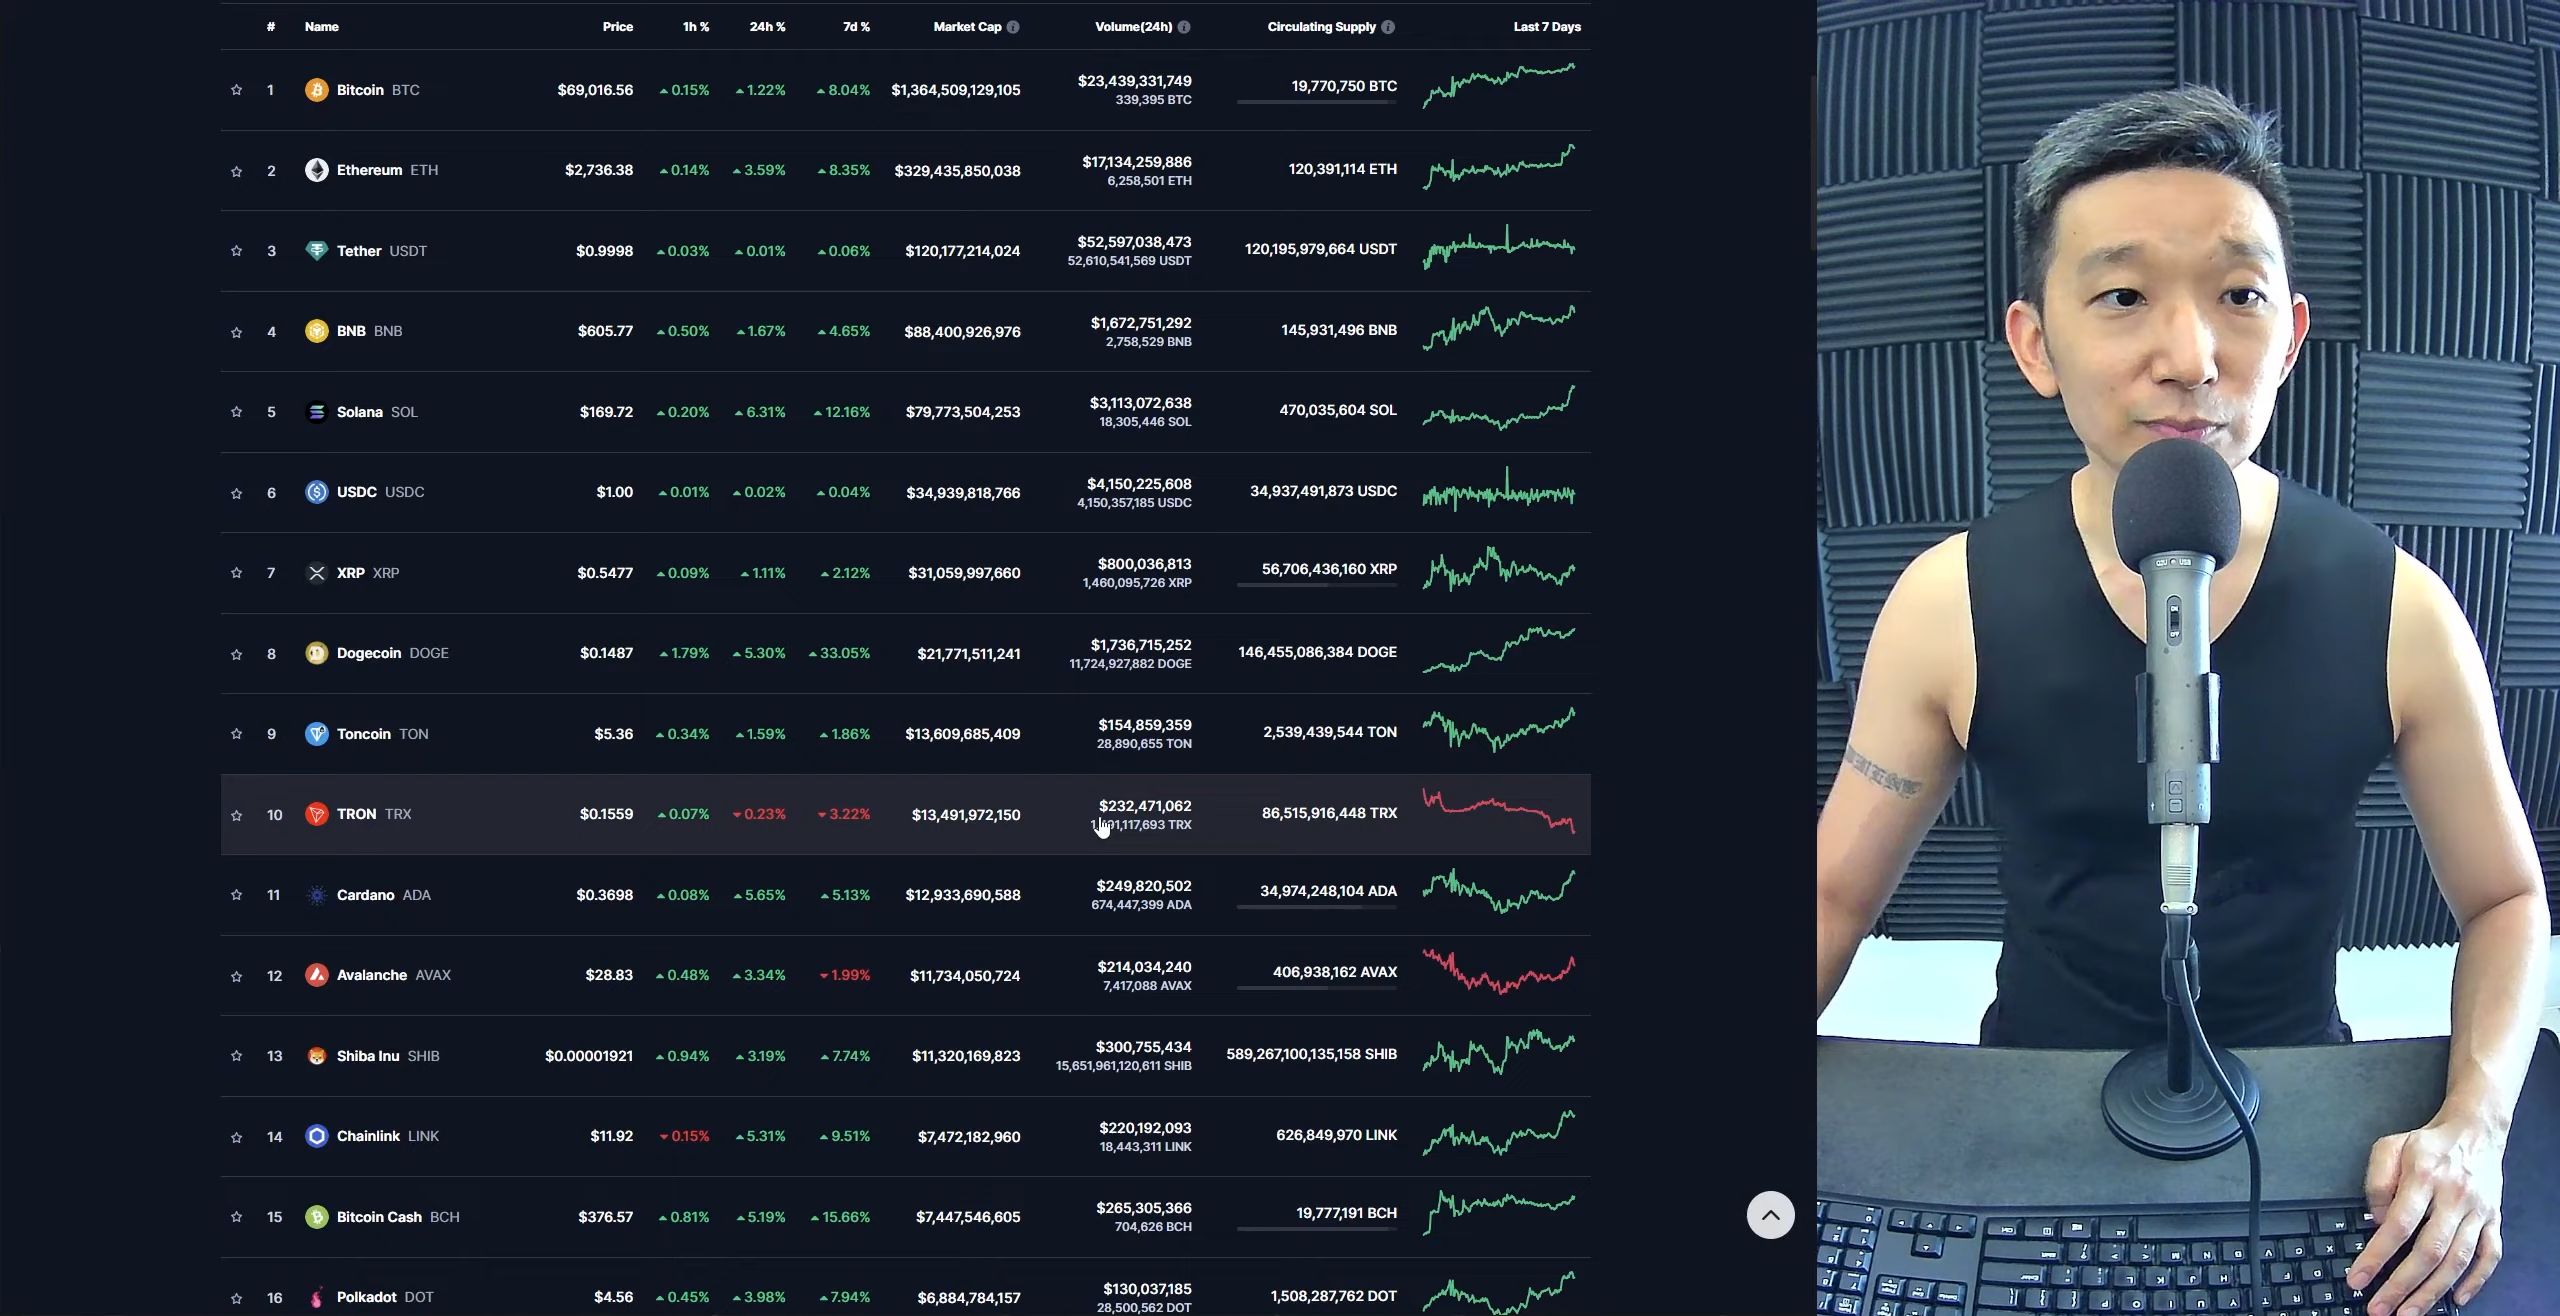 # Name Price 1h % 24h % 7d % Market Cap Volume(24h) Circulating Supply Last 7 Days
1 Bitcoin BTC $69,016.56 0.15% 1.22% 8.04% $1,364,509,129,105 $23,439,331,749 19,770,750 BTC
339,395 BTC
2 Ethereum ETH $2,736.38 0.14% 3.59% 8.35% $329,435,850,038 $17,134,259,886 120,391,114 ETH
6,258,501 ETH
3 Tether USDT $0.9998 0.03% 0.01% 0.06% $120,177,214,024 $52,597,038,473 120,195,979,664 USDT
52,610,541,569 USDT
4 BNB BNB $605.77 0.50% 1.67% 4.65% $88,400,926,976 $1,672,751,292 145,931,496 BNB
2,758,529 BNB
5 Solana SOL $169.72 0.20% 6.31% 12.16% $79,773,504,253 $3,113,072,638 470,035,604 SOL
18,305,446 SOL
6 USDC USDC $1.00 0.01% 0.02% 0.04% $34,939,818,766 $4,150,225,608 34,937,491,873 USDC
4,150,357,185 USDC
7 XRP XRP $0.5477 0.09% 1.11% 2.12% $31,059,997,660 $800,036,813 56,706,436,160 XRP
1,460,095,726 XRP
8 Dogecoin DOGE $0.1487 1.79% 5.30% 33.05% $21,771,511,241 $1,736,715,252 146,455,086,384 DOGE
11,724,927,882 DOGE
9 Toncoin TON $5.36 0.34% 1.59% 1.86% $13,609,685,409 $154,859,359 2,539,439,544 TON
28,890,655 TON
10 TRON TRX $0.1559 0.07% 0.23% 3.22% $13,491,972,150 $232,471,062 86,515,916,448 TRX
TRX
11 Cardano ADA $0.3698 0.08% 5.65% 5.13% $12,933,690,588 $249,820,502 34,974,248,104 ADA
674,447,399 ADA
12 Avalanche AVAX $28.83 0.48% 3.34% 1.99% $11,734,050,724 $214,034,240 406,938,162 AVAX
7,417,088 AVAX
13 Shiba Inu SHIB $0.00001921 0.94% 3.19% 7.74% $11,320,169,823 $300,755,434 589,267,100,135,158 SHIB
15,651,961,120,611 SHIB
14 Chainlink LINK $11.92 0.15% 5.31% 9.51% $7,472,182,960 $220,192,093 626,849,970 LINK
18,443,311 LINK
15 Bitcoin Cash BCH $376.57 0.81% 5.19% 15.66% $7,447,546,605 $265,305,366 19,777,191 BCH
704,626 BCH
16 Polkadot DOT $4.56 0.45% 3.98% 7.94% $6,884,784,157 $130,037,185 1,508,287,762 DOT
28,500,562 DOT